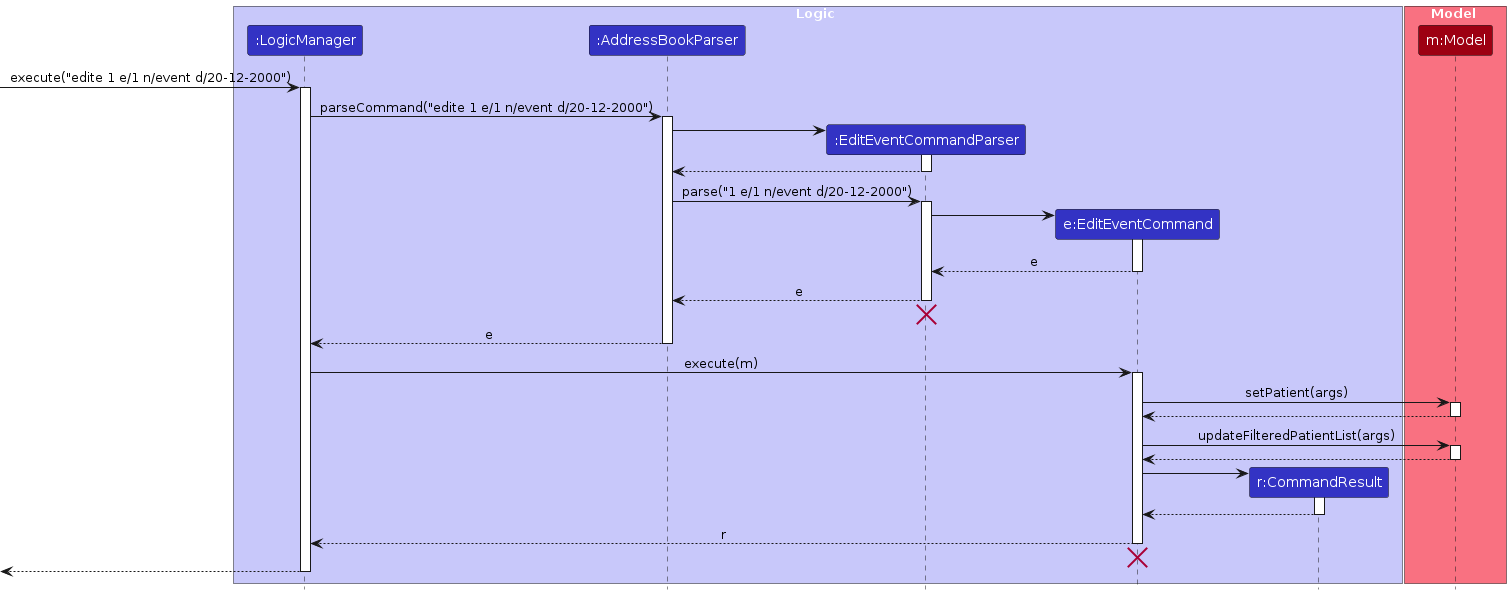 Logic
Model
:LogicManager
:AddressBookParser
m:Model
execute("edite 1 e/1 n/event d/20-12-2000")
parseCommand("edite 1 e/1 n/event d/20-12-2000")
:EditEventCommandParser
parse("1 e/1 n/event d/20-12-2000")
e:EditEventCommand
e
e
e
execute(m)
setPatient(args)
updateFilteredPatientList(args)
r:CommandResult
r